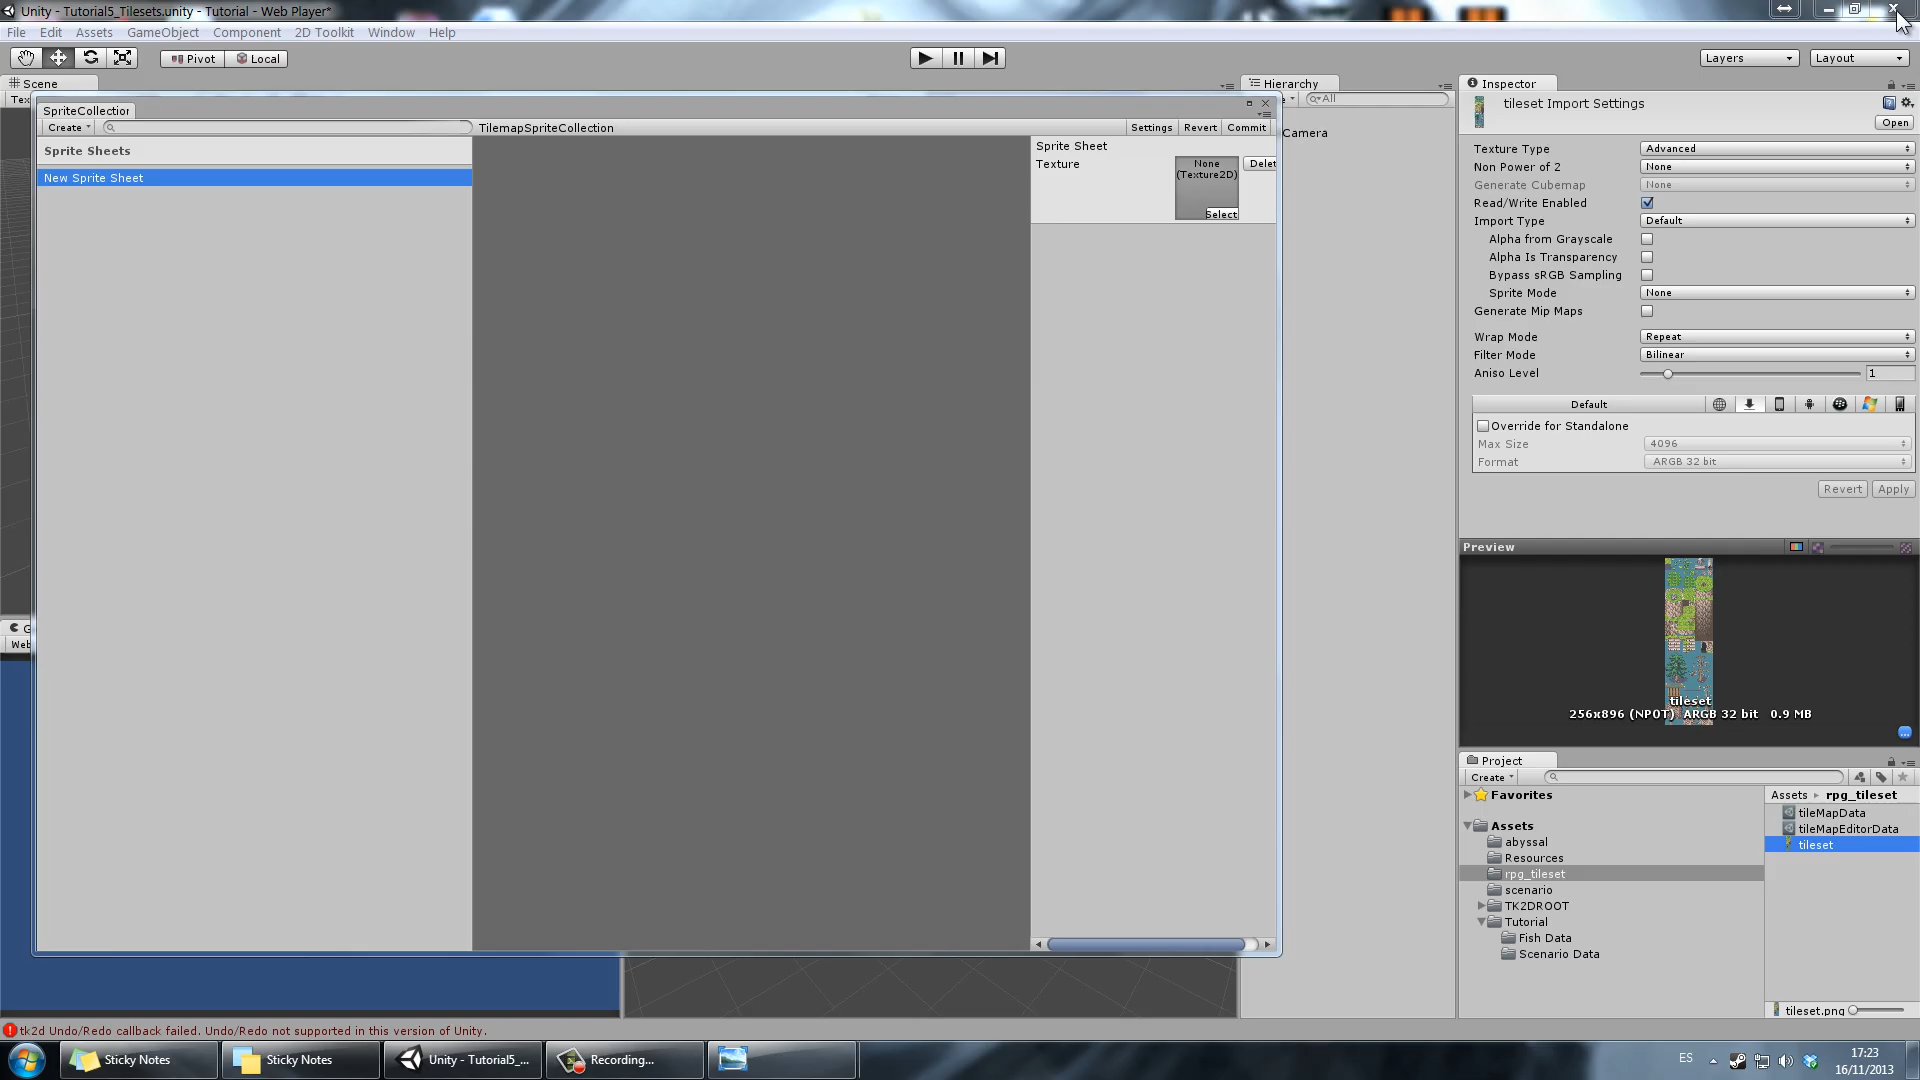 Unity - Tutorial5_Tilesets.unity - Tutorial - Web Player*
File Edit Assets GameObject Component 2D Toolkit Window Help
Pivot Local
Layers Layout
Scene
Tex
Hierarchy
All
Camera
SpriteCollection
Create
TilemapSpriteCollection
Settings Revert Commit
Sprite Sheets
New Sprite Sheet
Sprite Sheet
Texture
None
(Texture2D)
Select
Delet
Web
Inspector
tileset Import Settings
Open
Texture Type Advanced
Non Power of 2 None
Generate Cubemap None
Read/Write Enabled
Import Type Default
Alpha from Grayscale
Alpha Is Transparency
Bypass sRGB Sampling
Sprite Mode None
Generate Mip Maps
Wrap Mode Repeat
Filter Mode Bilinear
Aniso Level 1
Default
Override for Standalone
Max Size 4096
Format ARGB 32 bit
Revert Apply
Preview
tileset
256x896 (NPOT) ARGB 32 bit 0.9 MB
Project
Create
Favorites
Assets
abyssal
Resources
rpg_tileset
scenario
TK2DROOT
Tutorial
Fish Data
Scenario Data
Assets rpg_tileset
tileMapData
tileMapEditorData
tileset
tileset.png
tk2d Undo/Redo callback failed. Undo/Redo not supported in this version of Unity.
Sticky Notes
Sticky Notes
Unity - Tutorial5_...
Recording...
ES
17:23
16/11/2013